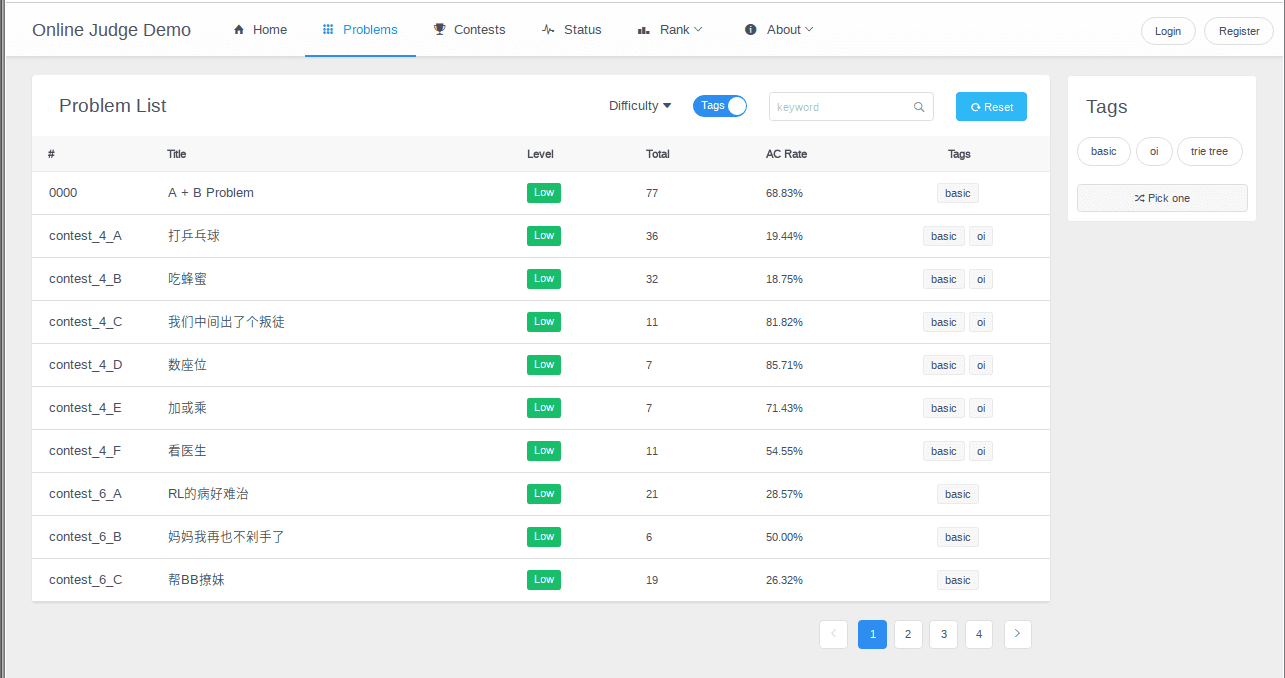 Online Judge Demo Home Problems Contests Status Rank About Login Register
Problem List Difficulty Tags keyword Reset
# Title Level Total AC Rate Tags
0000 A + B Problem Low 77 68.83% basic
contest_4_A 打乒乓球 Low 36 19.44% basic oi
contest_4_B 吃蜂蜜 Low 32 18.75% basic oi
contest_4_C 我们中间出了个叛徒 Low 11 81.82% basic oi
contest_4_D 数座位 Low 7 85.71% basic oi
contest_4_E 加或乘 Low 7 71.43% basic oi
contest_4_F 看医生 Low 11 54.55% basic oi
contest_6_A RL的病好难治 Low 21 28.57% basic
contest_6_B 妈妈我再也不剁手了 Low 6 50.00% basic
contest_6_C 帮BB撩妹 Low 19 26.32% basic
1 2 3 4
Tags
basic oi trie tree
Pick one